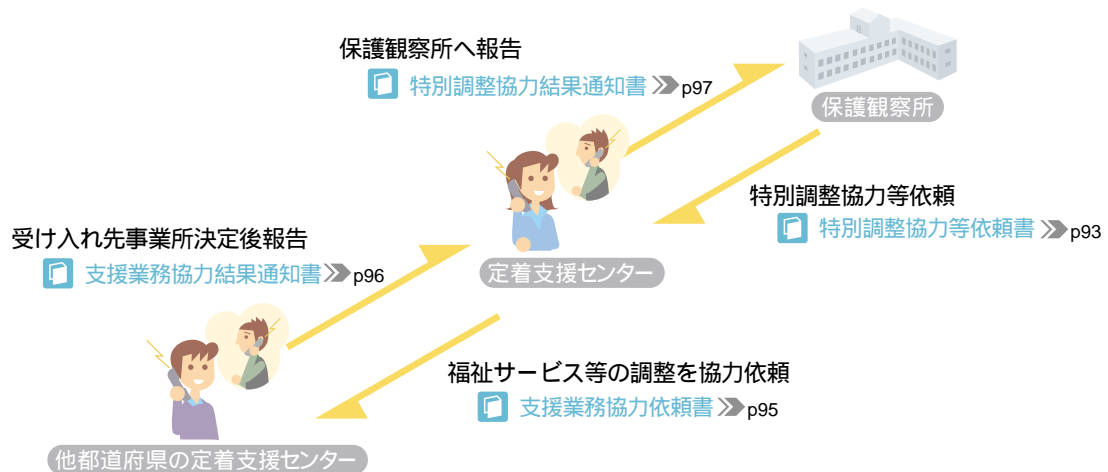 保護観察所へ報告
特別調整協力結果通知書 p97
保護観察所
特別調整協力等依頼
特別調整協力等依頼書 p93
受け入れ先事業所決定後報告
支援業務協力結果通知書 p96
定着支援センター
福祉サービス等の調整を協力依頼
支援業務協力依頼書 p95
他都道府県の定着支援センター